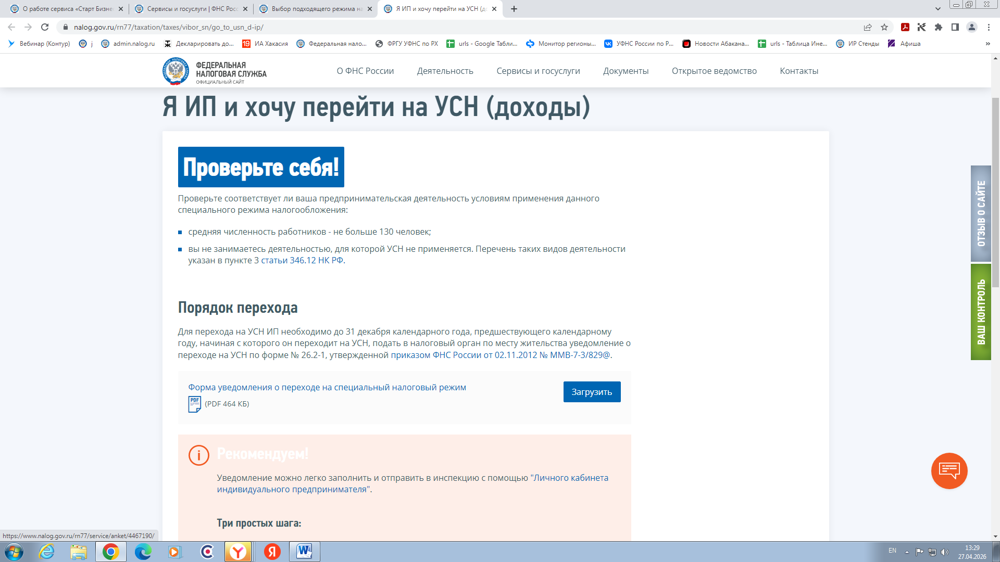 О работе сервиса «Старт Бизне
Сервисы и госуслуги | ФНС Росс
Выбор подходящего режима на
Я ИП и хочу перейти на УСН (до
nalog.gov.ru/rn77/taxation/taxes/vibor_sn/go_to_usn_d-ip/
Вебинар (Контур)
j
admin.nalog.ru
Декларировать до...
19 ИА Хакасия
Федеральная нало...
ФРГУ УФНС по РХ
urls - Google Табли...
Монитор регионы...
УФНС России по Р...
Новости Абакана...
urls - Таблица Ине...
ИР Стенды
Афиша
»
ФЕДЕРАЛЬНАЯ
НАЛОГОВАЯ СЛУЖБА
ОФИЦИАЛЬНЫЙ САЙТ
О ФНС России
Деятельность
Сервисы и госуслуги
Документы
Открытое ведомство
Контакты
Я ИП и хочу перейти на УСН (доходы)
Проверьте себя!
Проверьте соответствует ли ваша предпринимательская деятельность условиям применения данного
специального режима налогообложения:
средняя численность работников - не больше 130 человек;
вы не занимаетесь деятельностью, для которой УСН не применяется. Перечень таких видов деятельности
указан в пункте 3 статьи 346.12 НК РФ.
ОТЗЫВ О САЙТЕ
ВАШ КОНТРОЛЬ
Порядок перехода
Для перехода на УСН ИП необходимо до 31 декабря календарного года, предшествующего календарному
году, начиная с которого он переходит на УСН, подать в налоговый орган по месту жительства уведомление о
переходе на УСН по форме № 26.2-1, утвержденной приказом ФНС России от 02.11.2012 № ММВ-7-3/829@.
Форма уведомления о переходе на специальный налоговый режим
PDF (PDF 464 КБ)
Загрузить
Рекомендуем!
Уведомление можно легко заполнить и отправить в инспекцию с помощью "Личного кабинета
индивидуального предпринимателя".
Три простых шага:
https://www.nalog.gov.ru/rn77/service/anket/4467190/
EN
13:29
27.04.2026